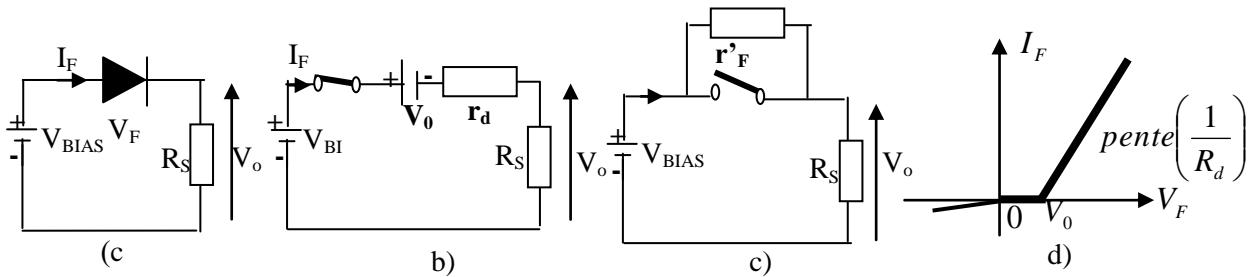 I_F
+
-
V_BIAS
V_F
R_S
V_o
(c
I_F
+ -
V_0
r_d
+
-
V_BI
R_S
V_o
b)
r'_F
+
-
V_BIAS
R_S
V_o
c)
I_F
pente(1/R_d)
0
V_0
V_F
d)